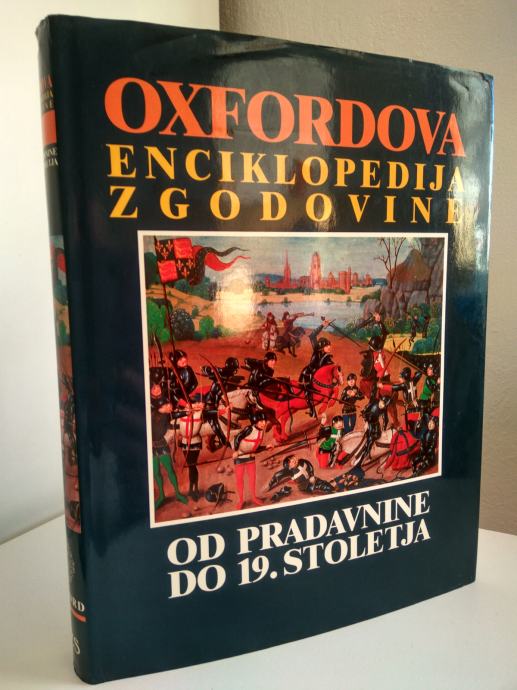 OXFORDOVA
ENCIKLOPEDIJA
ZGODOVINE
OD PRADAVNINE
DO 19. STOLETJA